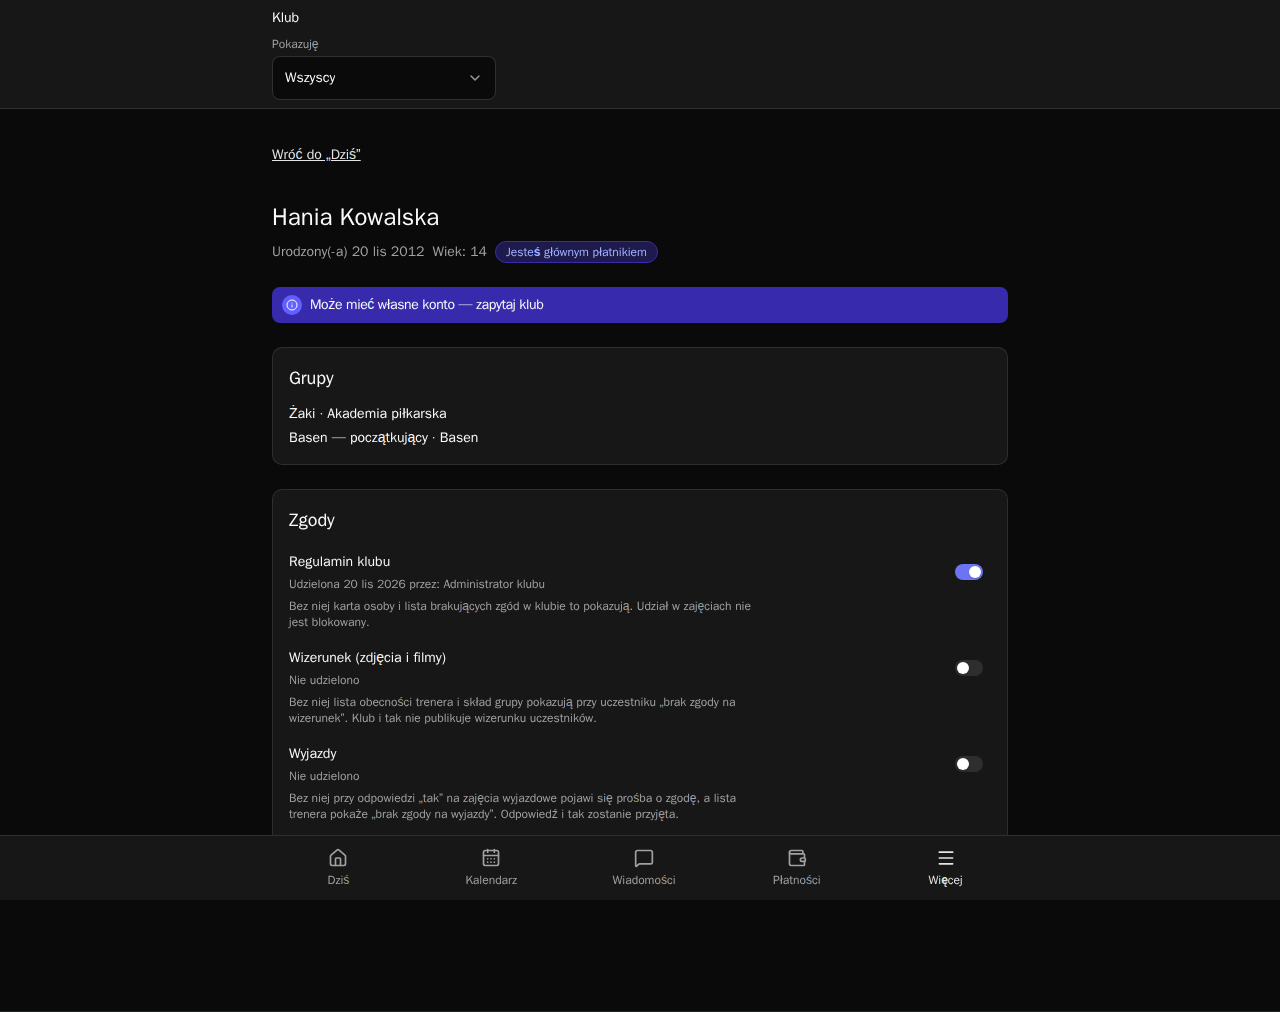 Klub
Pokazuję
Wszyscy
Wróć do „Dziś”
Hania Kowalska
Urodzony(-a) 20 lis 2012 Wiek: 14 Jesteś głównym płatnikiem
Może mieć własne konto — zapytaj klub
Grupy
Żaki · Akademia piłkarska
Basen — początkujący · Basen
Zgody
Regulamin klubu
Udzielona 20 lis 2026 przez: Administrator klubu
Bez niej karta osoby i lista brakujących zgód w klubie to pokazują. Udział w zajęciach nie
jest blokowany.
Wizerunek (zdjęcia i filmy)
Nie udzielono
Bez niej lista obecności trenera i skład grupy pokazują przy uczestniku „brak zgody na
wizerunek”. Klub i tak nie publikuje wizerunku uczestników.
Wyjazdy
Nie udzielono
Bez niej przy odpowiedzi „tak” na zajęcia wyjazdowe pojawi się prośba o zgodę, a lista
trenera pokaże „brak zgody na wyjazdy”. Odpowiedź i tak zostanie przyjęta.
Dziś
Kalendarz
Wiadomości
Płatności
Więcej